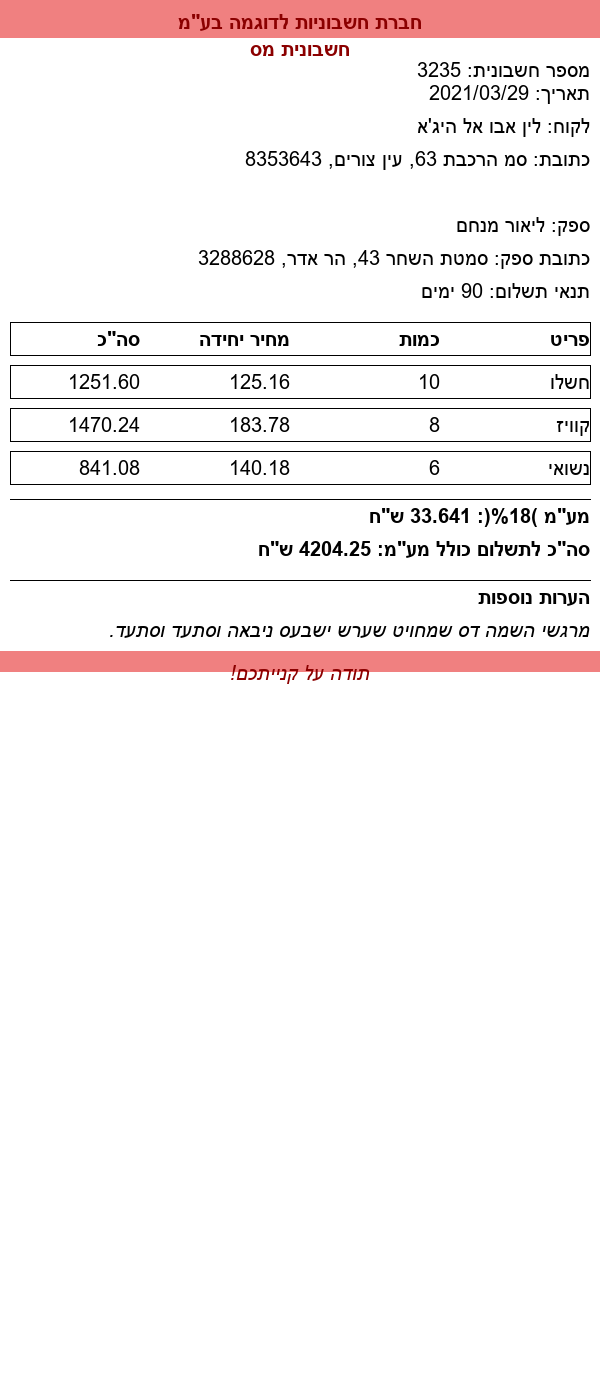 חברת חשבוניות לדוגמה בע"מ
חשבונית מס
מספר חשבונית: 3235
תאריך: 2021/03/29
לקוח: לין אבו אל היג'א
כתובת: סמ הרכבת 63, עין צורים, 8353643
ספק: ליאור מנחם
כתובת ספק: סמטת השחר 43, הר אדר, 3288628
תנאי תשלום: 90 ימים
פריט כמות מחיר יחידה סה"כ
חשלו 10 125.16 1251.60
קוויז 8 183.78 1470.24
נשואי 6 140.18 841.08
מע"מ )18%(: 33.641 ש"ח
סה"כ לתשלום כולל מע"מ: 4204.25 ש"ח
הערות נוספות
מרגשי השמה דס שמחויט שערש ישבעס ניבאה וסתעד וסתעד.
תודה על קנייתכם!